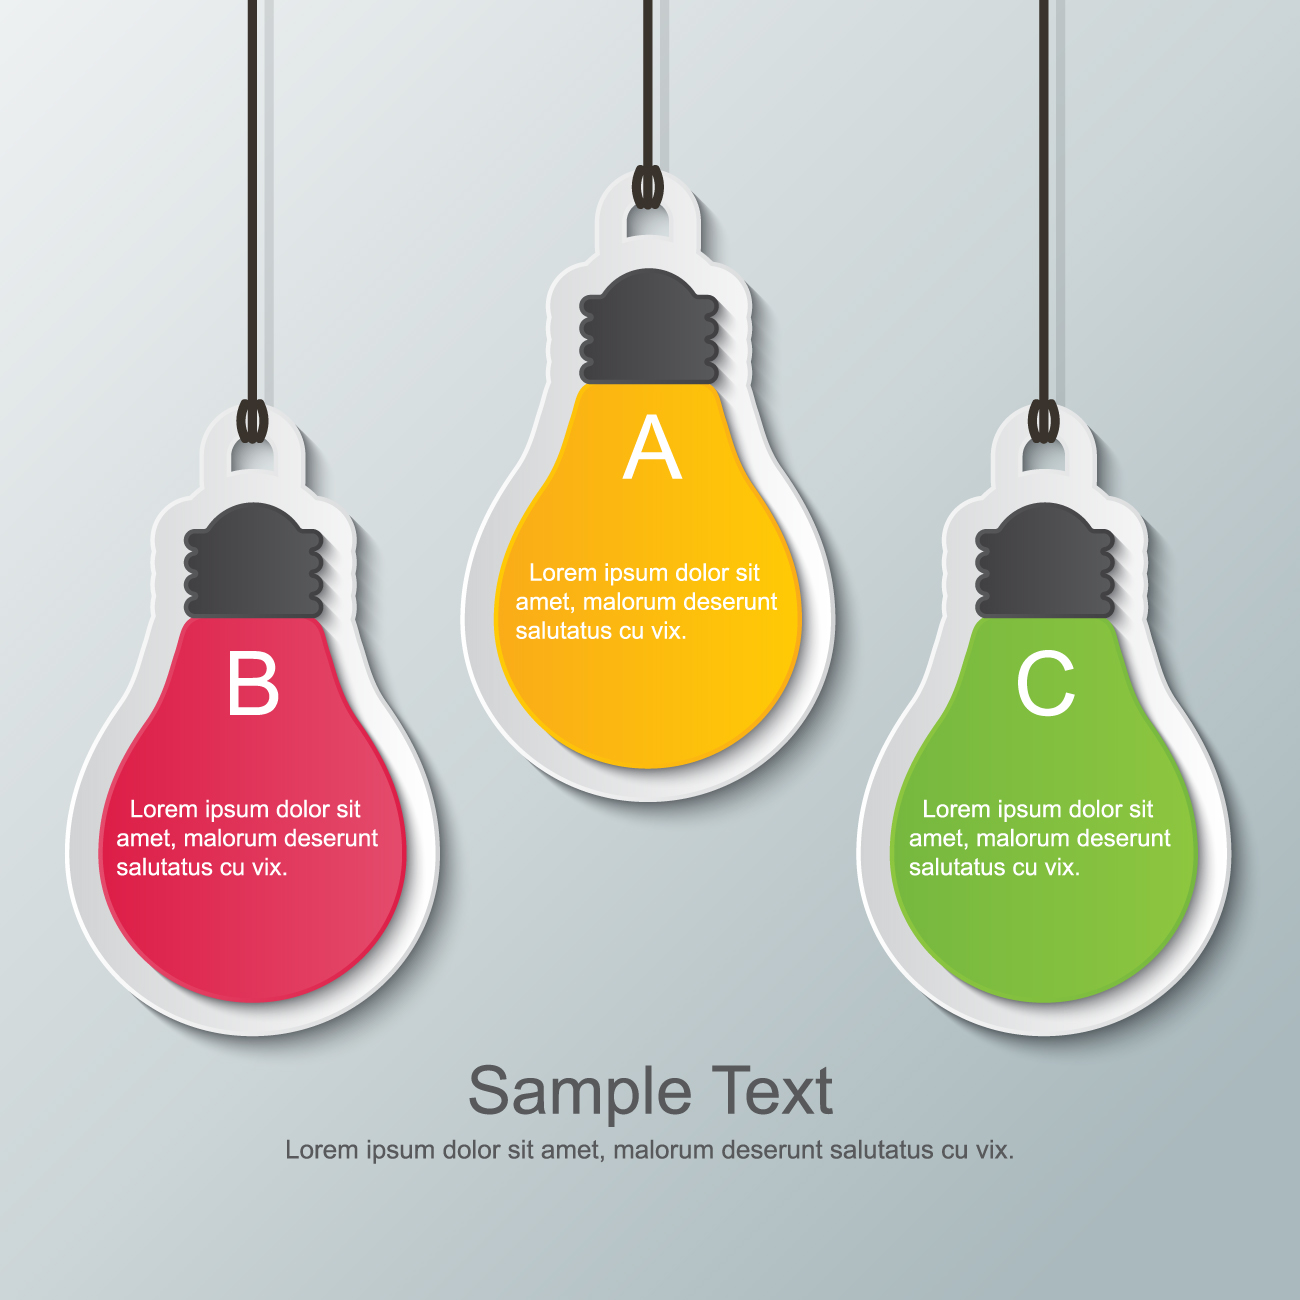 A
Lorem ipsum dolor sit
amet, malorum deserunt
salutatus cu vix.
B
Lorem ipsum dolor sit
amet, malorum deserunt
salutatus cu vix.
C
Lorem ipsum dolor sit
amet, malorum deserunt
salutatus cu vix.
Sample Text
Lorem ipsum dolor sit amet, malorum deserunt salutatus cu vix.